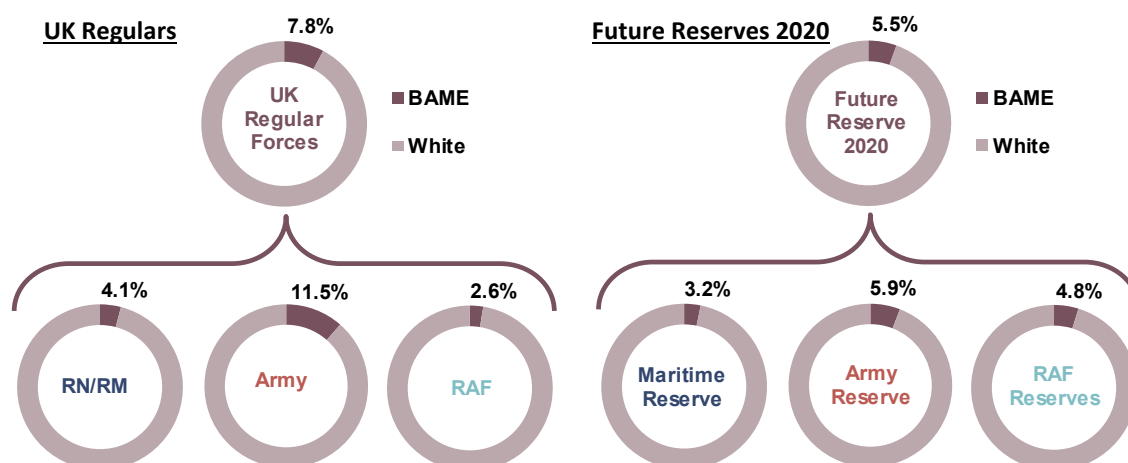 UK Regulars
7.8%
UK
Regular
Forces
BAME
White
4.1%
RN/RM
11.5%
Army
2.6%
RAF
Future Reserves 2020
5.5%
Future
Reserve
2020
BAME
White
3.2%
Maritime
Reserve
5.9%
Army
Reserve
4.8%
RAF
Reserves